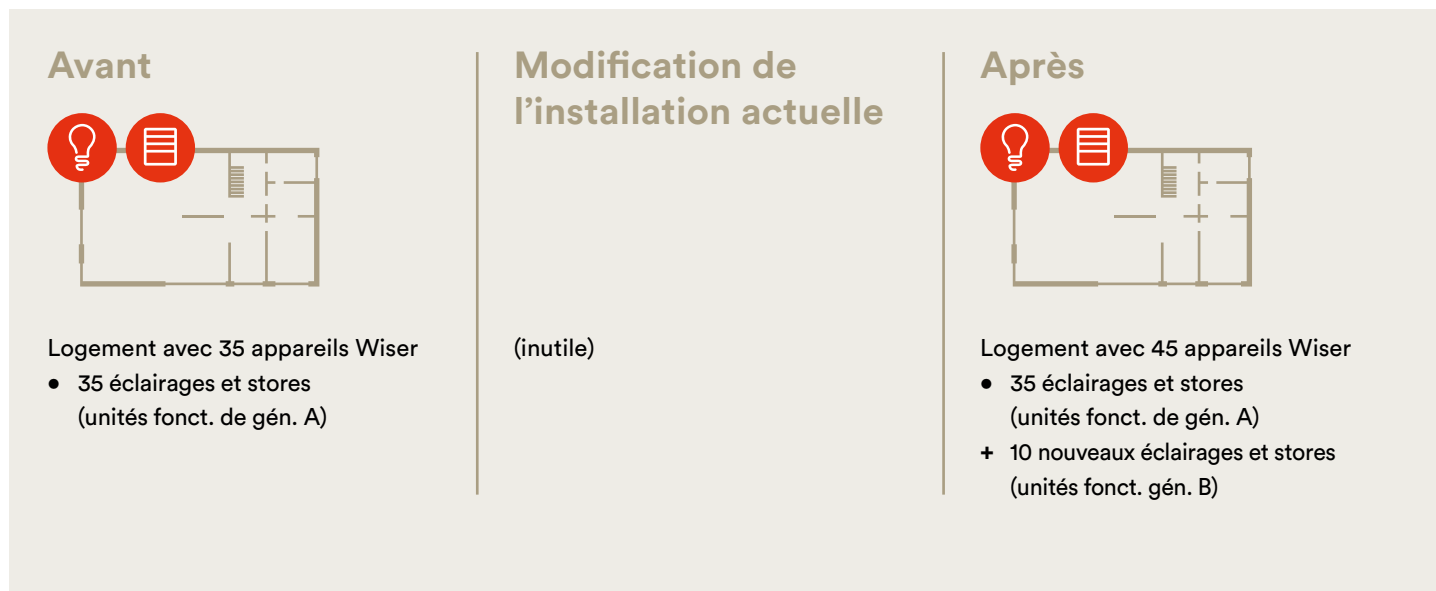 Avant
Logement avec 35 appareils Wiser
• 35 éclairages et stores
(unités fonct. de gén. A)
Modification de
l’installation actuelle
(inutile)
Après
Logement avec 45 appareils Wiser
• 35 éclairages et stores
(unités fonct. de gén. A)
+ 10 nouveaux éclairages et stores
(unités fonct. gén. B)